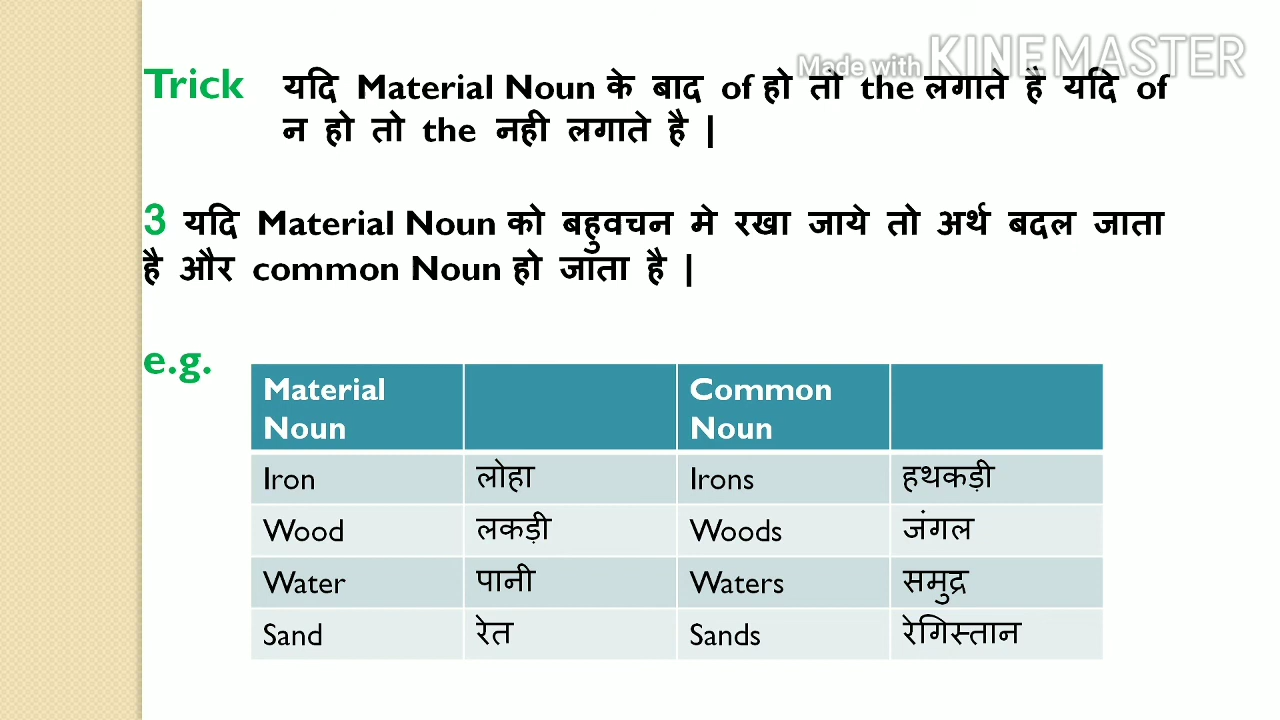 Made with KINEMASTER
Trick यदि Material Noun के बाद of हो तो the लगाते है यदि of
न हो तो the नही लगाते है |
3 यदि Material Noun को बहुवचन मे रखा जाये तो अर्थ बदल जाता
है और common Noun हो जाता है |
e.g.
Material Noun Common Noun
Iron लोहा Irons हथकड़ी
Wood लकड़ी Woods जंगल
Water पानी Waters समुद्र
Sand रेत Sands रेगिस्तान